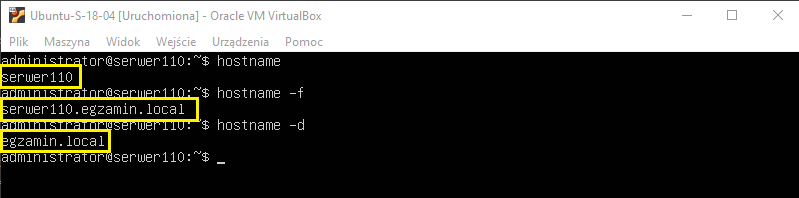 Ubuntu-S-18-04 [Uruchomiona] - Oracle VM VirtualBox
Plik Maszyna Widok Wejście Urządzenia Pomoc
administrator@serwer110:~$ hostname
serwer110
administrator@serwer110:~$ hostname -f
serwer110.egzamin.local
administrator@serwer110:~$ hostname -d
egzamin.local
administrator@serwer110:~$ _